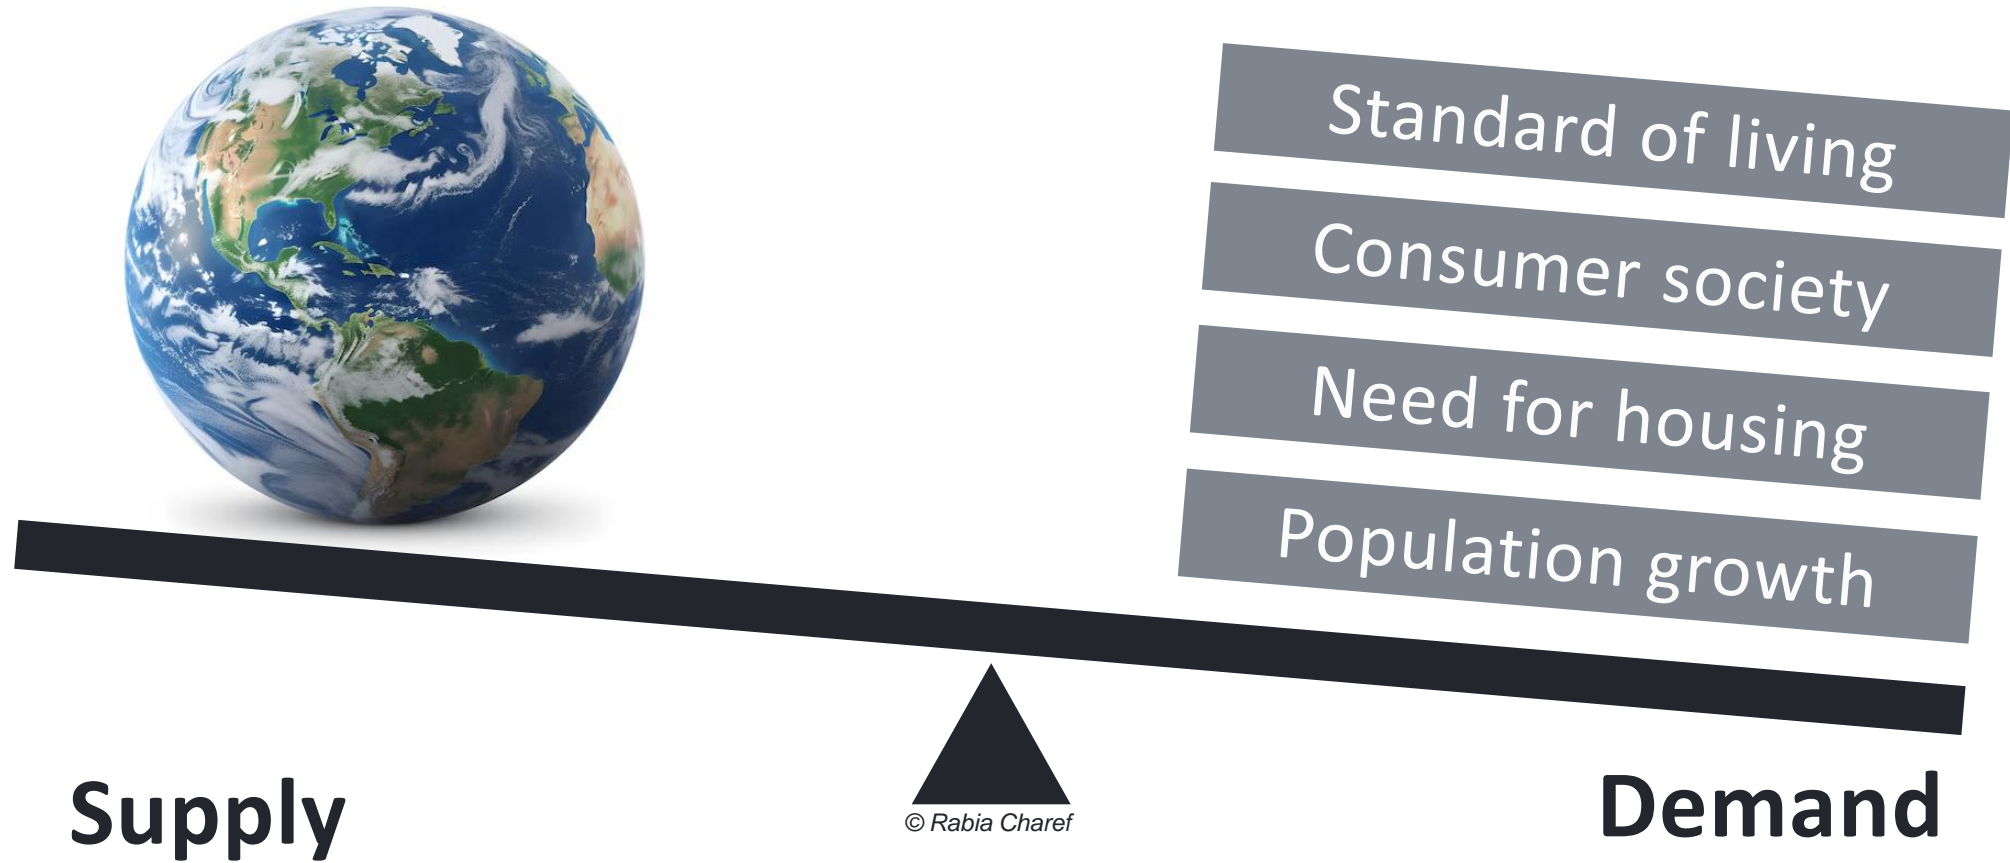 Standard of living
Consumer society
Need for housing
Population growth
Supply
Demand
© Rabia Charef